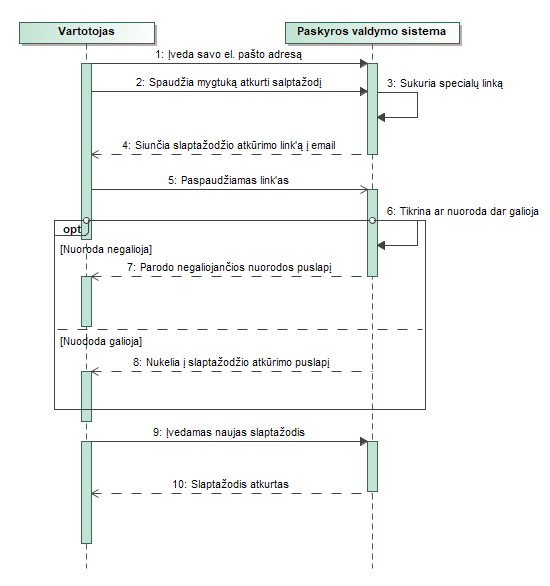 Vartotojas
Paskyros valdymo sistema
1: Įveda savo el. pašto adresą
2: Spaudžia mygtuką atkurti salptažodį
3: Sukuria specialų linką
4: Siunčia slaptažodžio atkūrimo link'ą į email
5: Paspaudžiamas link'as
6: Tikrina ar nuoroda dar galioja
opt
[Nuoroda negalioja]
7: Parodo negaliojančios nuorodos puslapį
[Nuododa galioja]
8: Nukelia į slaptažodžio atkūrimo puslapį
9: Įvedamas naujas slaptažodis
10: Slaptažodis atkurtas